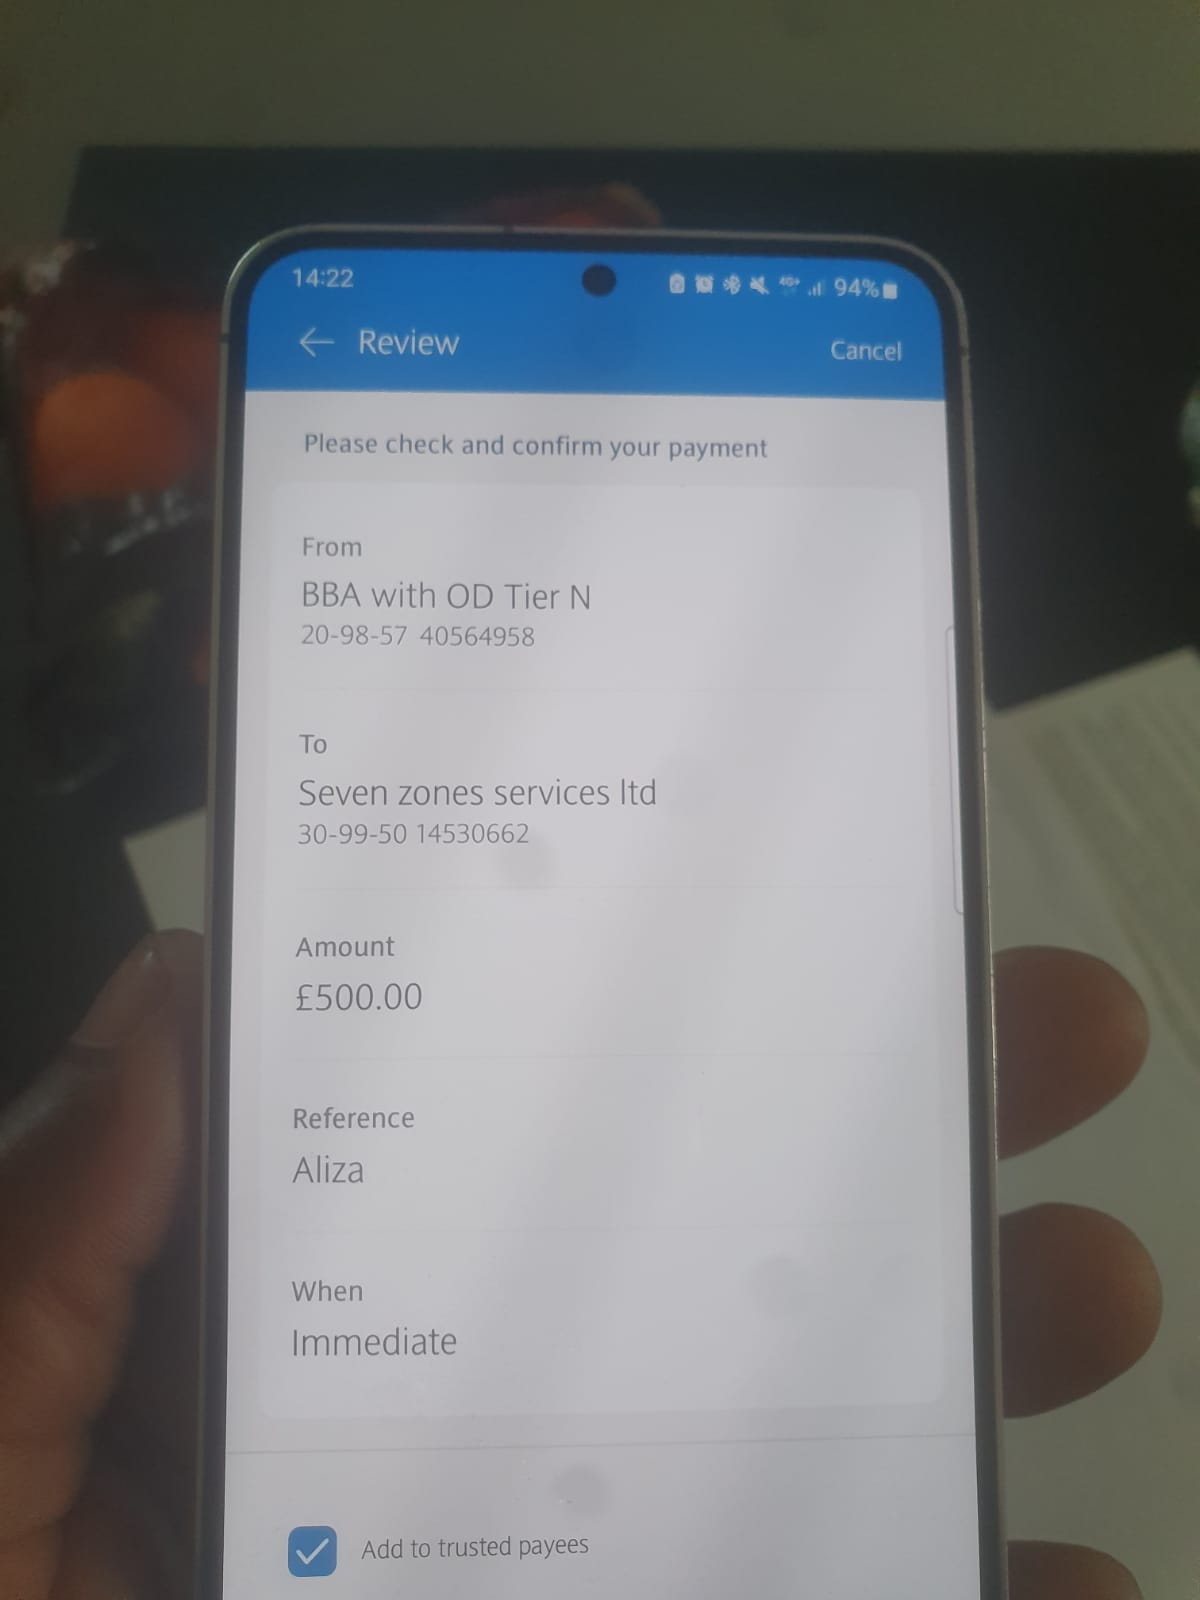 14:22
4G+ 94%
Review
Cancel
Please check and confirm your payment
From
BBA with OD Tier N
20-98-57 40564958
To
Seven zones services ltd
30-99-50 14530662
Amount
£500.00
Reference
Aliza
When
Immediate
Add to trusted payees